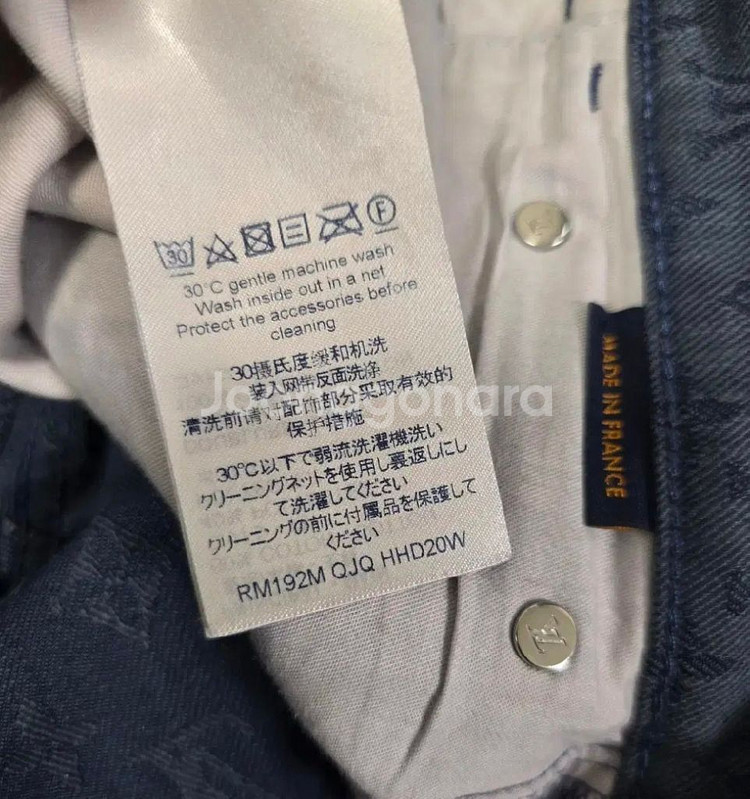 30
F
30°C gentle machine wash
Wash inside out in a net
Protect the accessories before
cleaning
30摄氏度缓和机洗
装入网带反面洗涤
清洗前请对配饰部分采取有效的
保护措施
30℃以下で弱流洗濯機洗い
クリーニングネットを使用し裏返しにし
て洗濯してください
クリーニングの前に付属品を保護して
ください
RM192M QJQ HHD20W
MADE IN FRANCE
LV